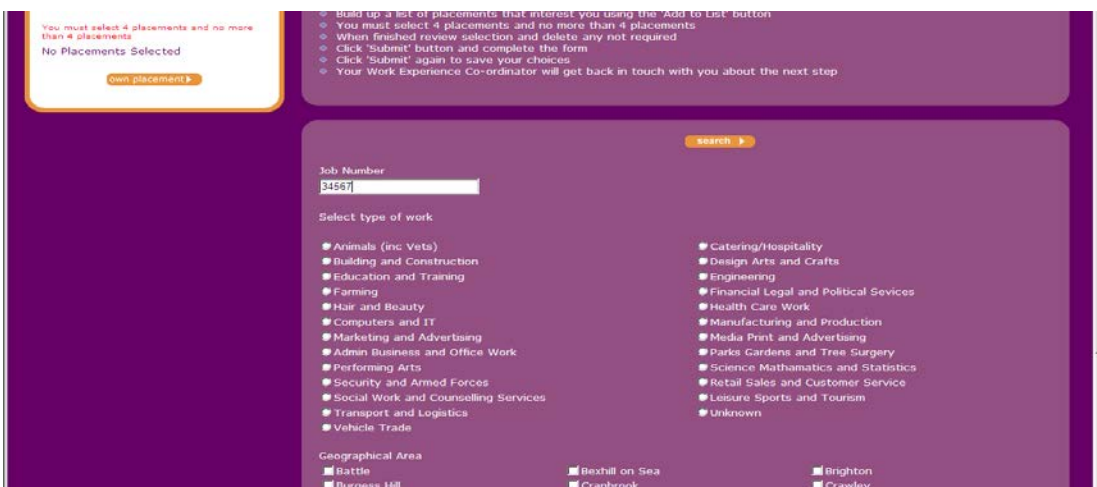 You must select 4 placements and no more
than 4 placements
No Placements Selected
own placement
Build up a list of placements that interest you using the 'Add to List' button
You must select 4 placements and no more than 4 placements
When finished review selection and delete any not required
Click 'Submit' button and complete the form
Click 'Submit' again to save your choices
Your Work Experience Co-ordinator will get back in touch with you about the next step
search
Job Number
34567
Select type of work
Animals (inc Vets)
Building and Construction
Education and Training
Farming
Hair and Beauty
Computers and IT
Marketing and Advertising
Admin Business and Office Work
Performing Arts
Security and Armed Forces
Social Work and Counselling Services
Transport and Logistics
Vehicle Trade
Catering/Hospitality
Design Arts and Crafts
Engineering
Financial Legal and Political Sevices
Health Care Work
Manufacturing and Production
Media Print and Advertising
Parks Gardens and Tree Surgery
Science Mathamatics and Statistics
Retail Sales and Customer Service
Leisure Sports and Tourism
Unknown
Geographical Area
Battle
Bexhill on Sea
Brighton
Burgess Hill
Cranbrook
Crawley